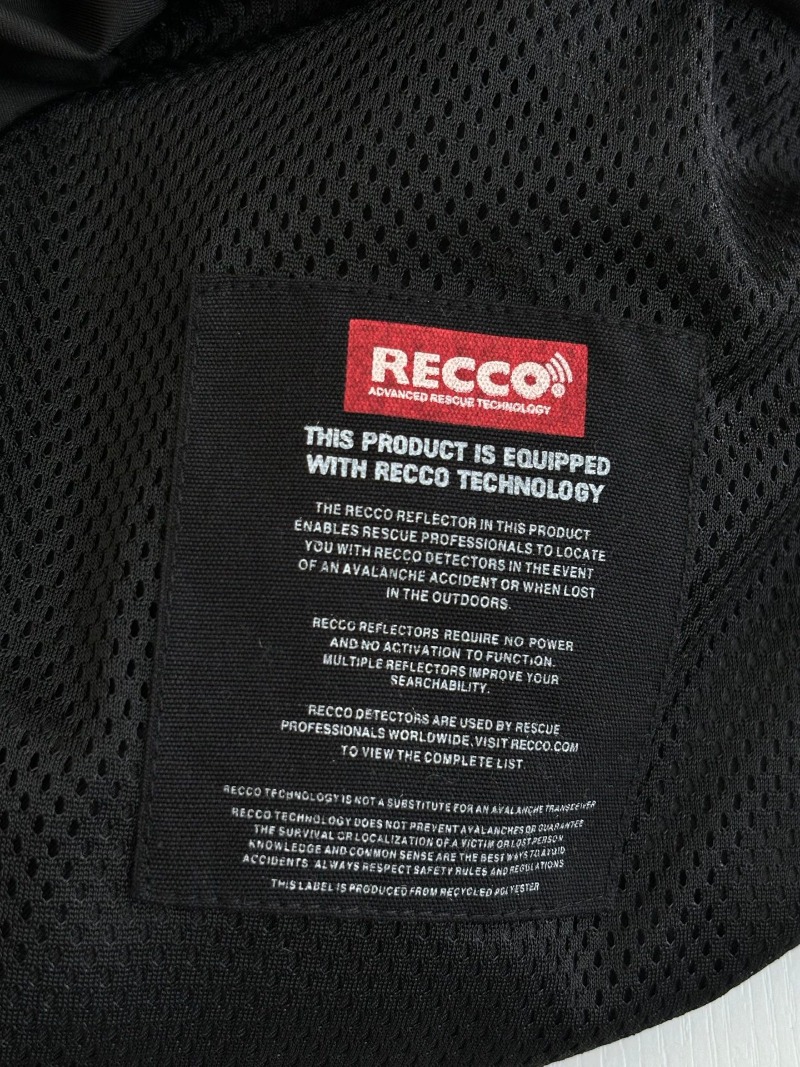 RECCO
ADVANCED RESCUE TECHNOLOGY
THIS PRODUCT IS EQUIPPED
WITH RECCO TECHNOLOGY
THE RECCO REFLECTOR IN THIS PRODUCT
ENABLES RESCUE PROFESSIONALS TO LOCATE
YOU WITH RECCO DETECTORS IN THE EVENT
OF AN AVALANCHE ACCIDENT OR WHEN LOST
IN THE OUTDOORS.
RECCO REFLECTORS REQUIRE NO POWER
AND NO ACTIVATION TO FUNCTION.
MULTIPLE REFLECTORS IMPROVE YOUR
SEARCHABILITY.
RECCO DETECTORS ARE USED BY RESCUE
PROFESSIONALS WORLDWIDE, VISIT RECCO.COM
TO VIEW THE COMPLETE LIST
RECCO TECHNOLOGY IS NOT A SUBSTITUTE FOR AN AVALANCHE TRANSCEIVER
RECCO TECHNOLOGY DOES NOT PREVENT AVALANCHES OR GUARANTEE
THE SURVIVAL OR LOCALIZATION OF A VICTIM OR LOST PERSON
KNOWLEDGE AND COMMON SENSE ARE THE BEST WAYS TO AVOID
ACCIDENTS ALWAYS RESPECT SAFETY RULES AND REGULATIONS
THIS LABEL IS PRODUCED FROM RECYCLED POLYESTER